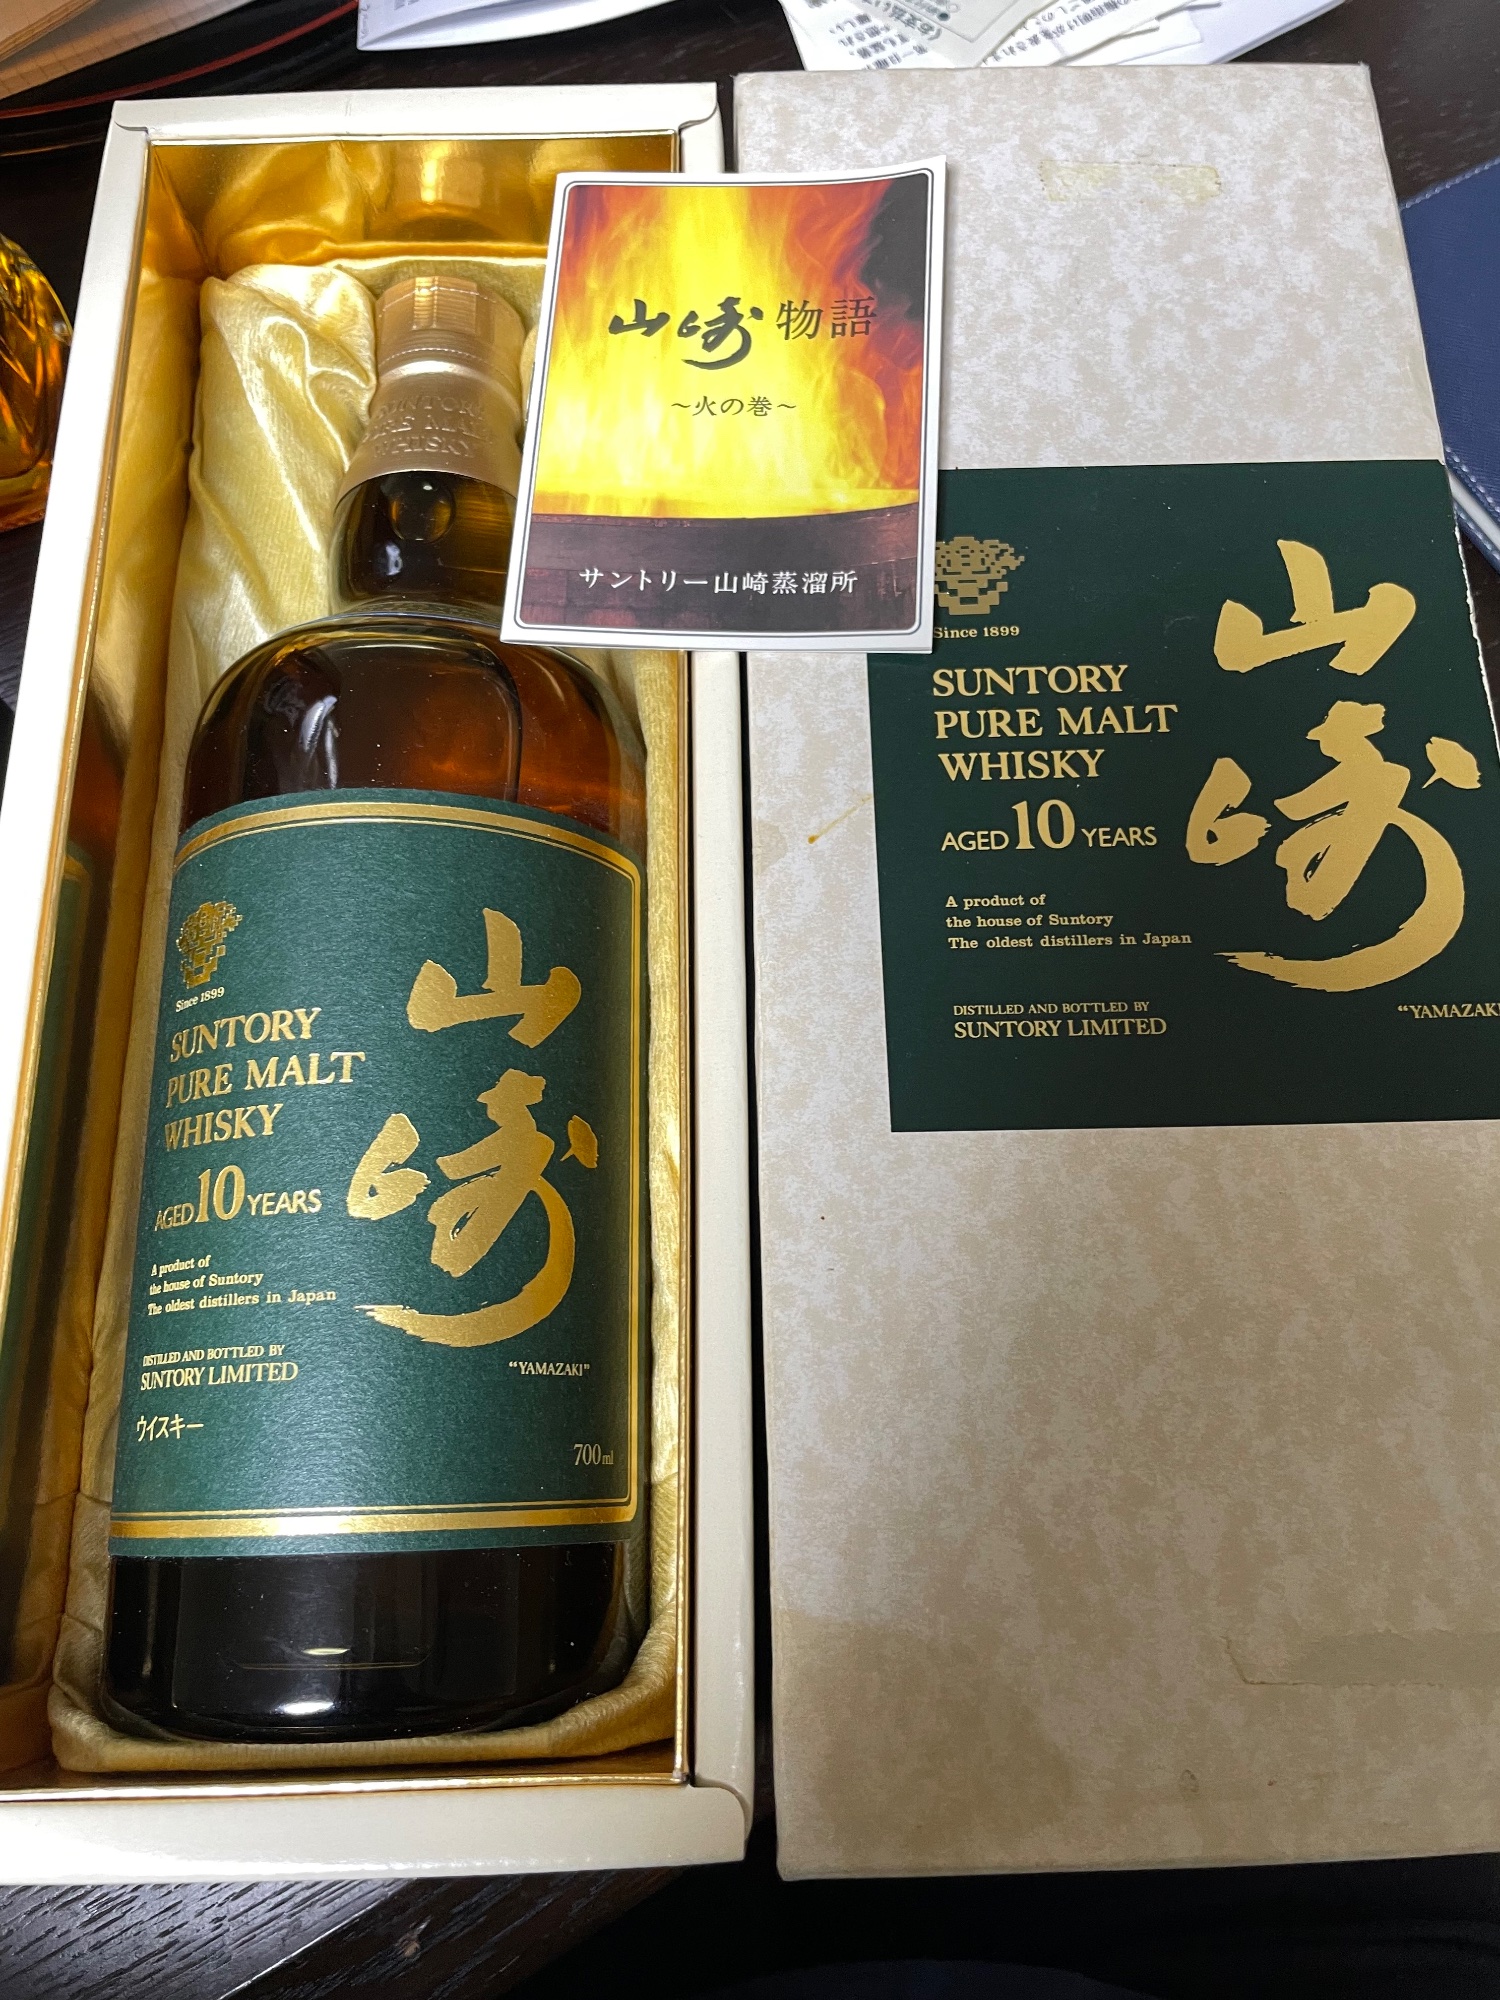 山崎物語
〜火の巻〜
サントリー山崎蒸溜所
SUNTORY
PURE MALT
WHISKY
Since 1899
SUNTORY
PURE MALT
WHISKY
AGED 10 YEARS
A product of
the house of Suntory
The oldest distillers in Japan
DISTILLED AND BOTTLED BY
SUNTORY LIMITED
ウイスキー
山崎
"YAMAZAKI"
700ml
Since 1899
SUNTORY
PURE MALT
WHISKY
AGED 10 YEARS
A product of
the house of Suntory
The oldest distillers in Japan
DISTILLED AND BOTTLED BY
SUNTORY LIMITED
山崎
"YAMAZAKI